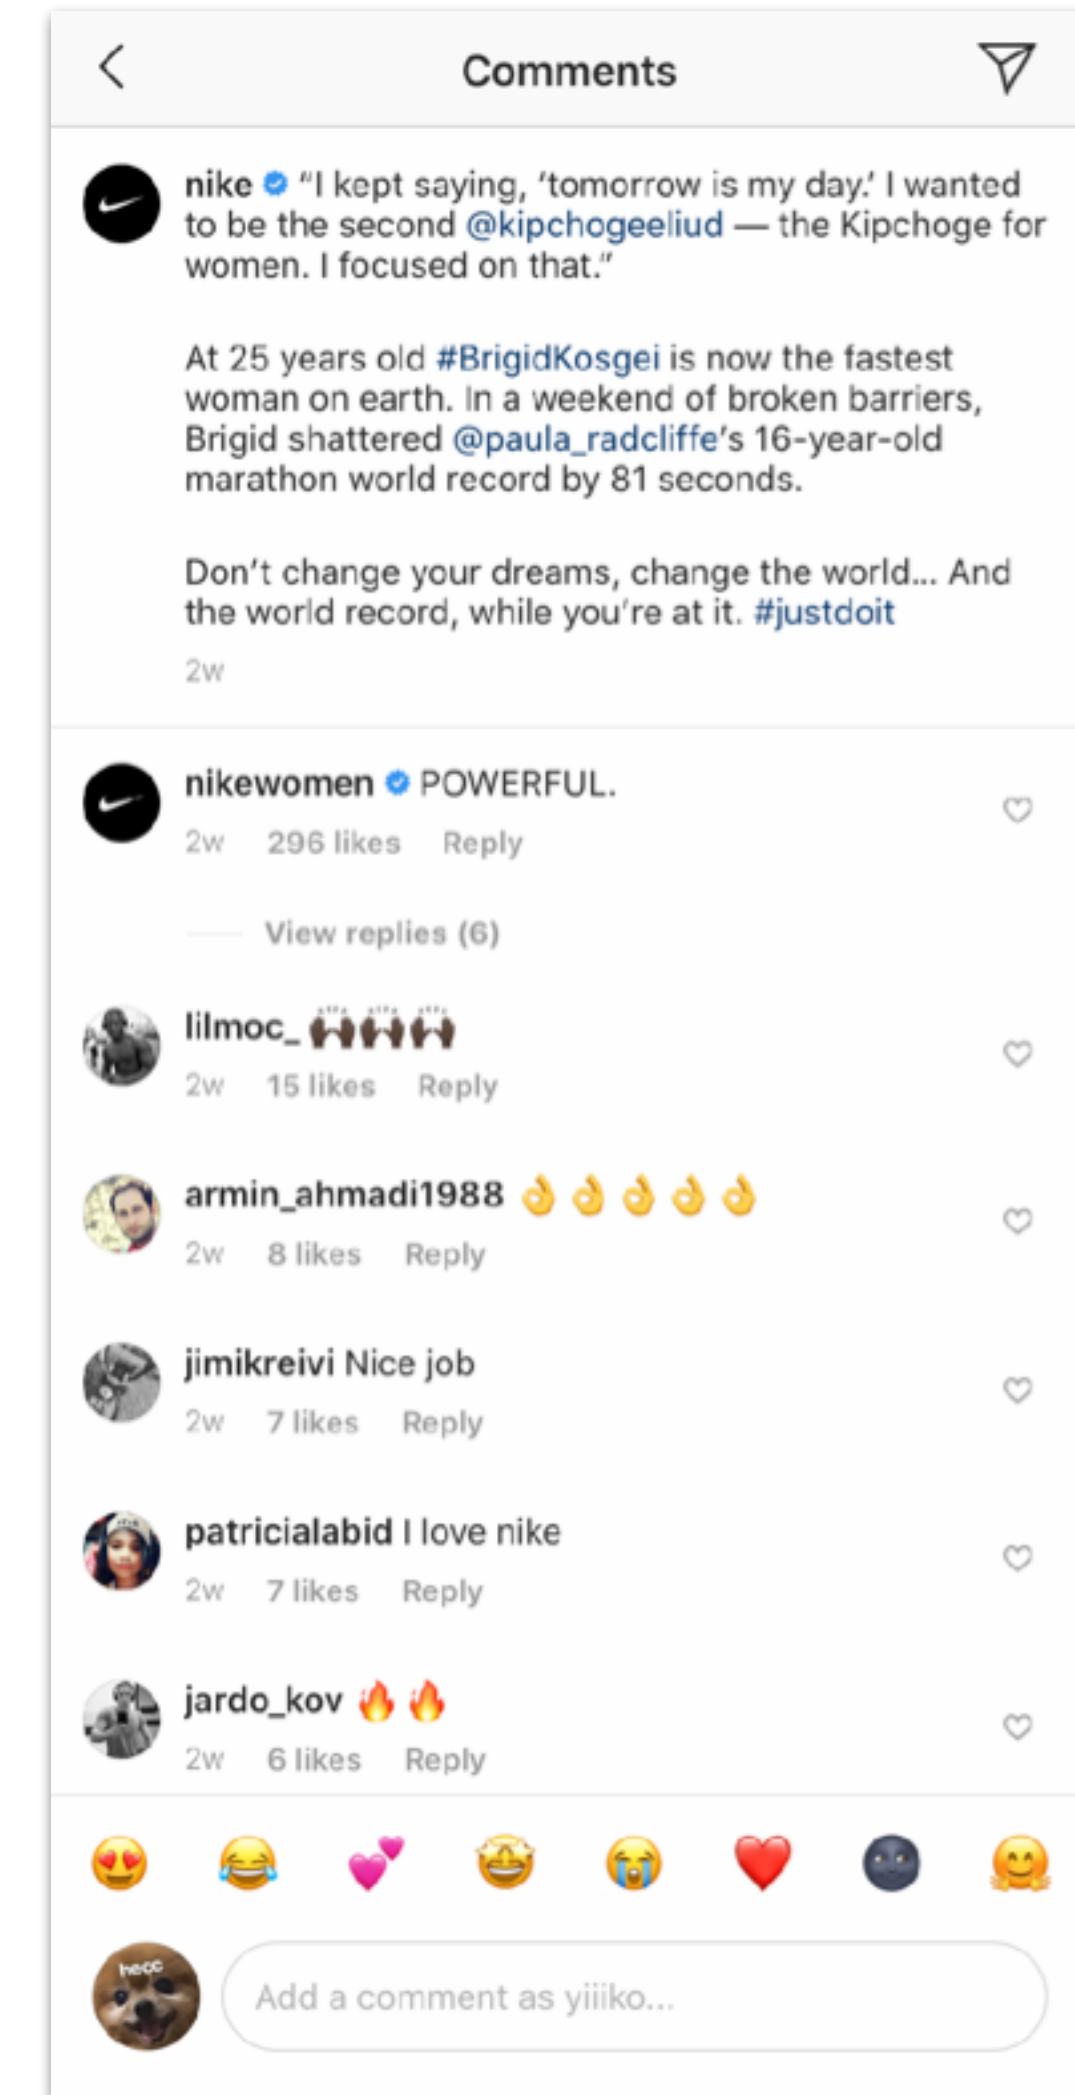 Comments
nike “I kept saying, ‘tomorrow is my day.’ I wanted
to be the second @kipchogeeliud — the Kipchoge for
women. I focused on that.”
At 25 years old #BrigidKosgei is now the fastest
woman on earth. In a weekend of broken barriers,
Brigid shattered @paula_radcliffe’s 16-year-old
marathon world record by 81 seconds.
Don’t change your dreams, change the world... And
the world record, while you’re at it. #justdoit
2w
nikewomen POWERFUL.
2w 296 likes Reply
View replies (6)
lilmoc_ 🙌🏿🙌🏿🙌🏿
2w 15 likes Reply
armin_ahmadi1988 👌👌👌👌👌
2w 8 likes Reply
jimikreivi Nice job
2w 7 likes Reply
patricialabid I love nike
2w 7 likes Reply
jardo_kov 🔥🔥
2w 6 likes Reply
😍 😂 💕 🤩 😭 ❤️ 🌚 🤗
hecc
Add a comment as yiiiko...